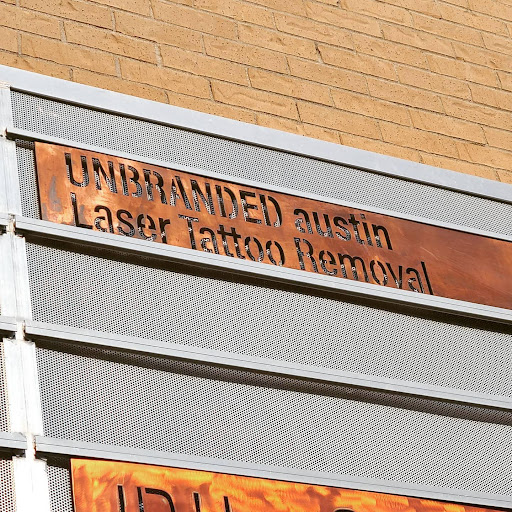 UNBRANDED austin
Laser Tattoo Removal